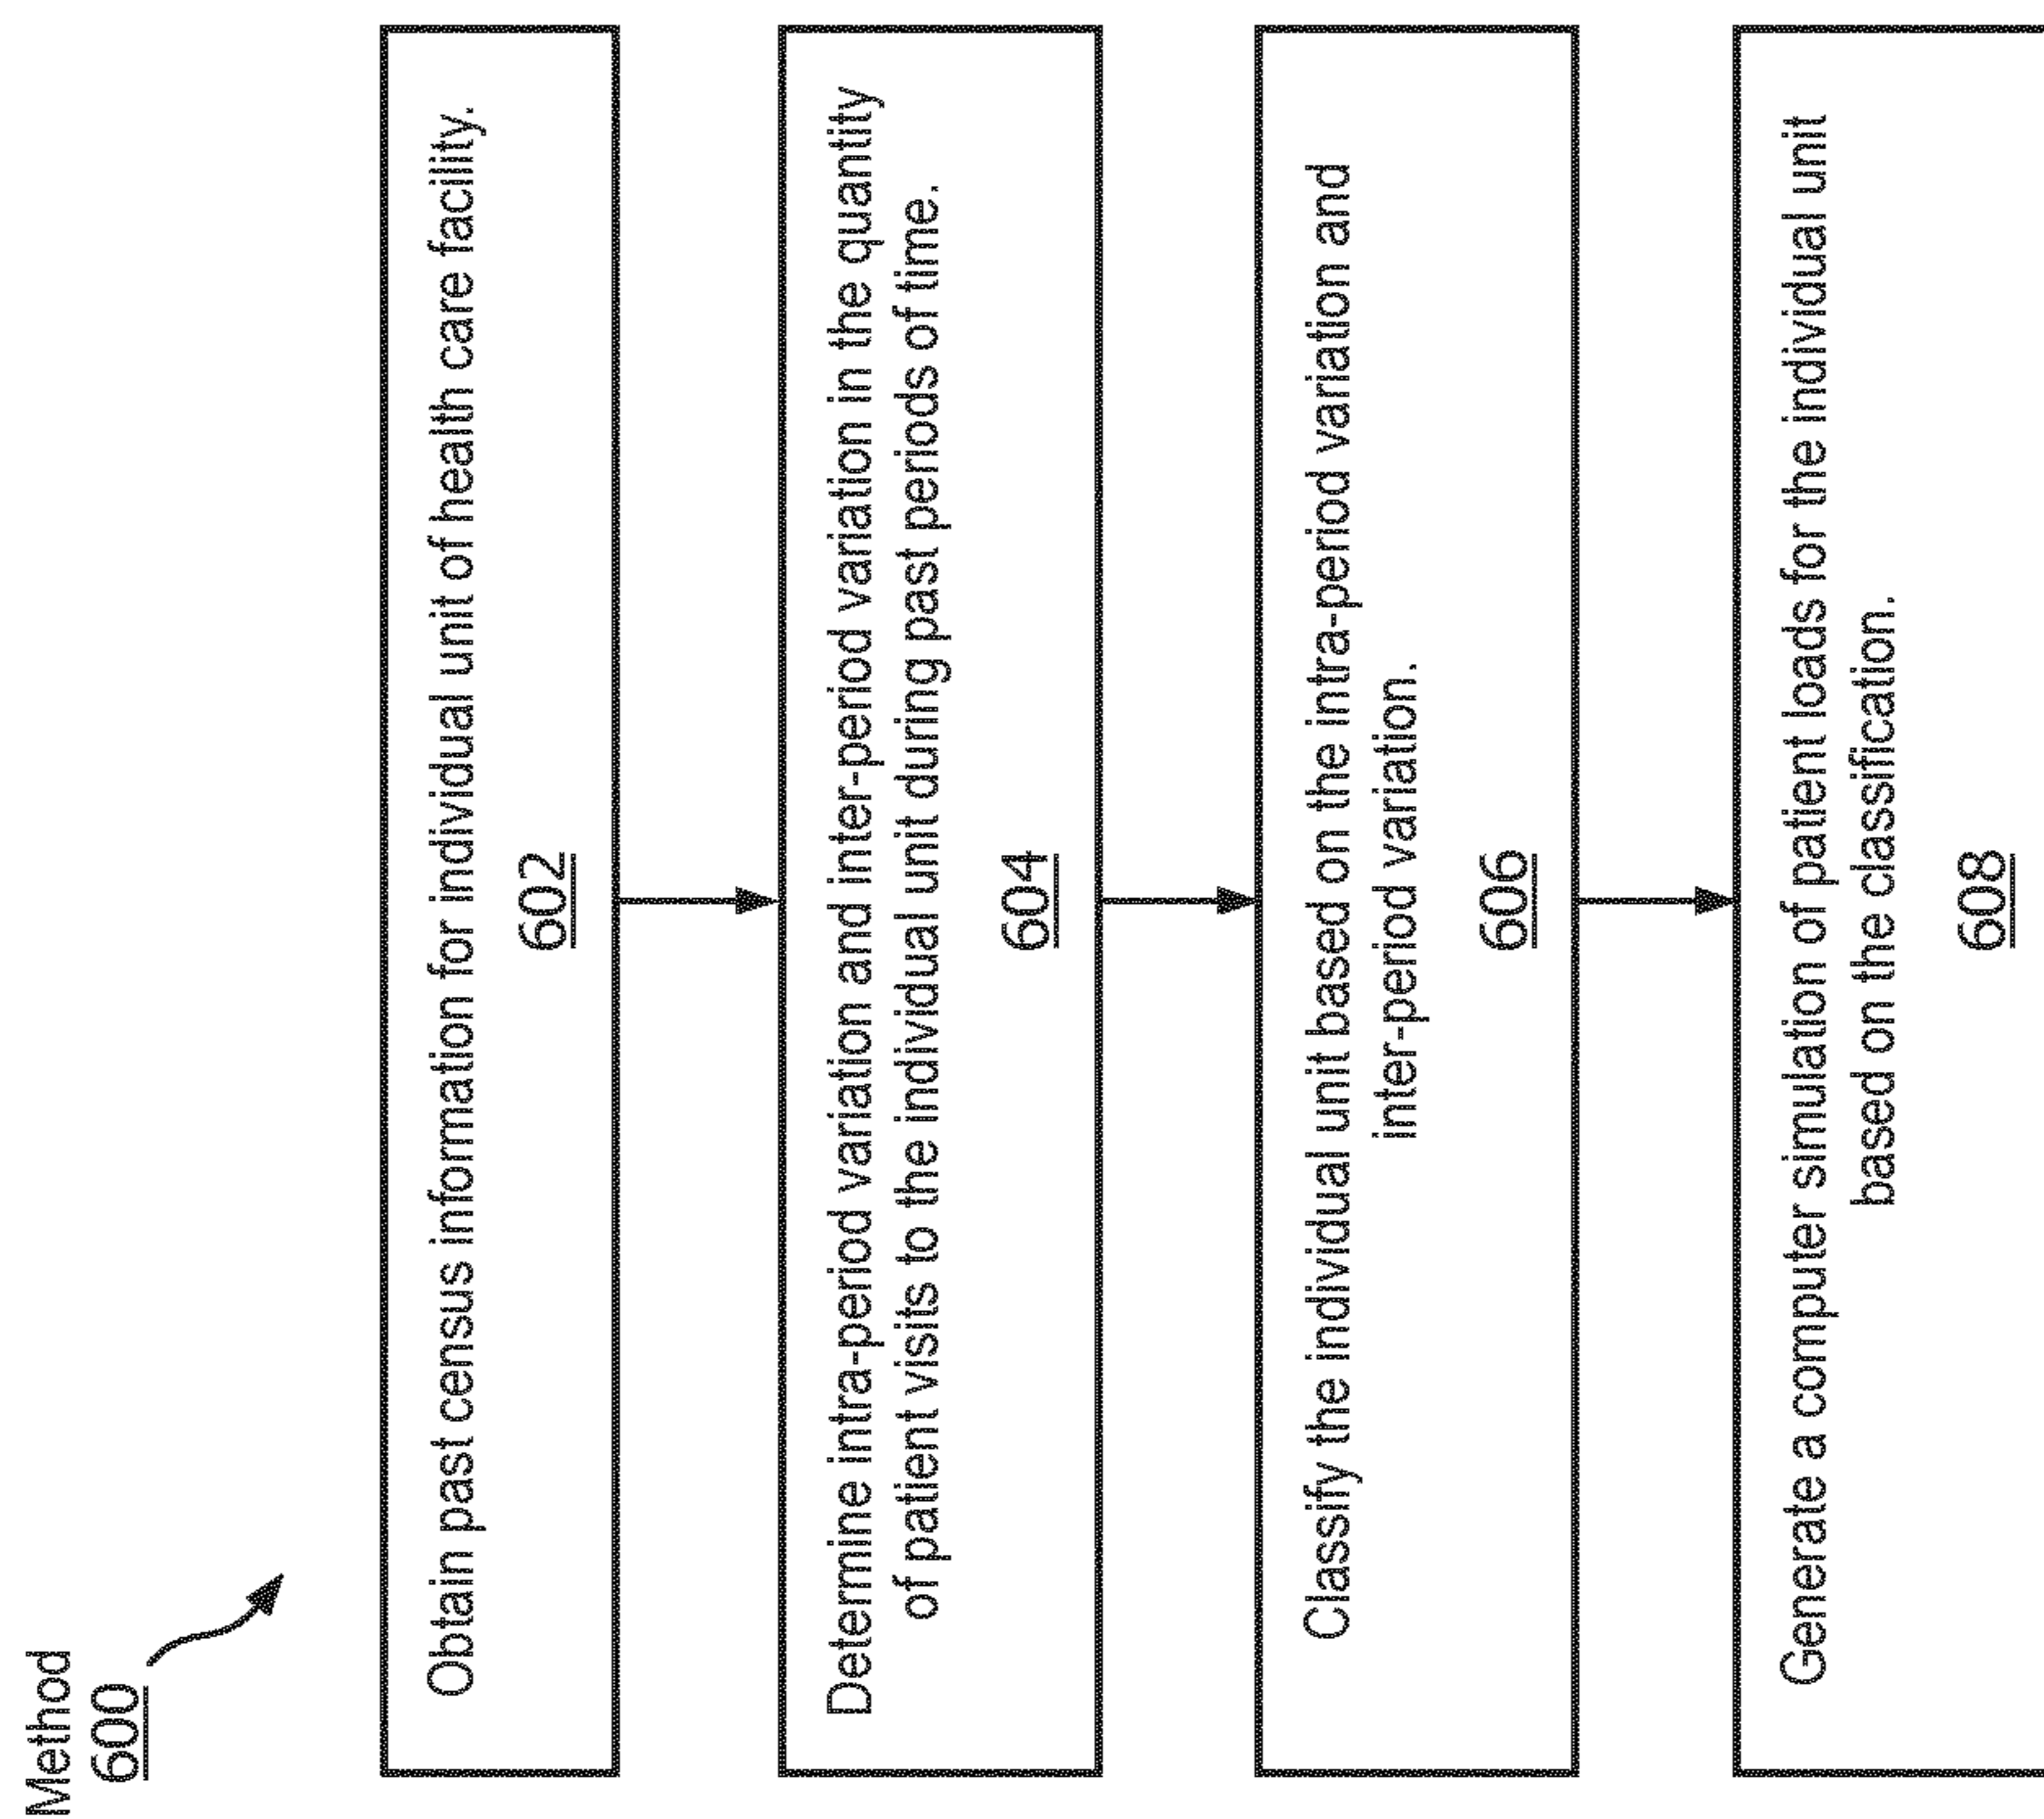 Method
600
Obtain past census information for individual unit of health care facility.
602
Determine intra-period variation and inter-period variation in the quantity
of patient visits to the individual unit during past periods of time.
604
Classify the individual unit based on the intra-period variation and
inter-period variation.
606
Generate a computer simulation of patient loads for the individual unit
based on the classification.
608